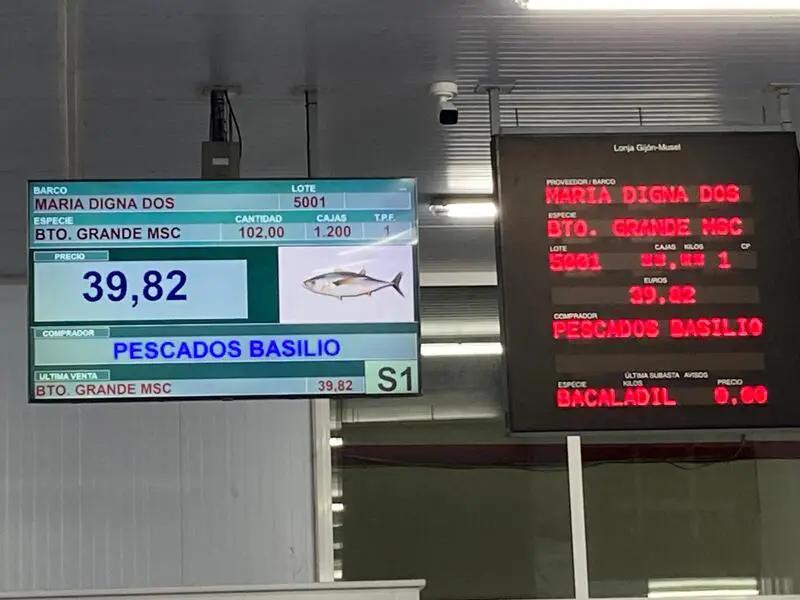 BARCO LOTE
MARIA DIGNA DOS 5001
ESPECIE CANTIDAD CAJAS T.P.F.
BTO. GRANDE MSC 102,00 1.200 1
PRECIO
39,82
COMPRADOR
PESCADOS BASILIO
ULTIMA VENTA
BTO. GRANDE MSC 39,82 S1
Lonja Gijón-Musel
PROVEEDOR / BARCO
MARIA DIGNA DOS
ESPECIE
BTO. GRANDE MSC
LOTE CAJAS KILOS CP
5001 1
EUROS
39,82
COMPRADOR
PESCADOS BASILIO
ÚLTIMA SUBASTA AVISOS
ESPECIE KILOS PRECIO
BACALADIL 0,00